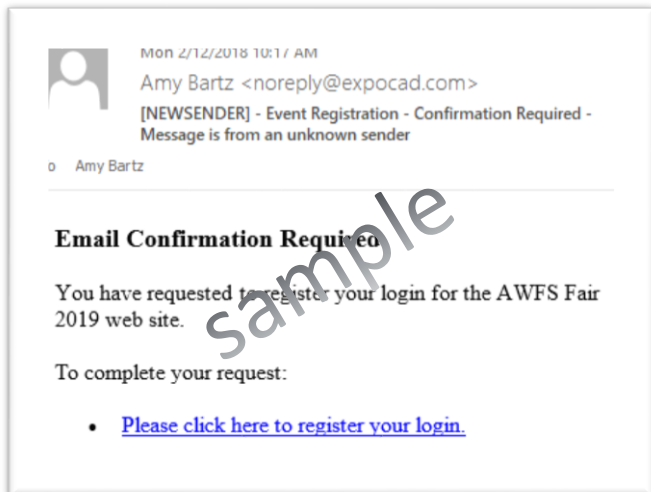 Mon 2/12/2018 10:17 AM
Amy Bartz <noreply@expocad.com>
[NEWSENDER] - Event Registration - Confirmation Required -
Message is from an unknown sender
o Amy Bartz
Email Confirmation Required
You have requested to register your login for the AWFS Fair
2019 web site.
sample
To complete your request:
• Please click here to register your login.